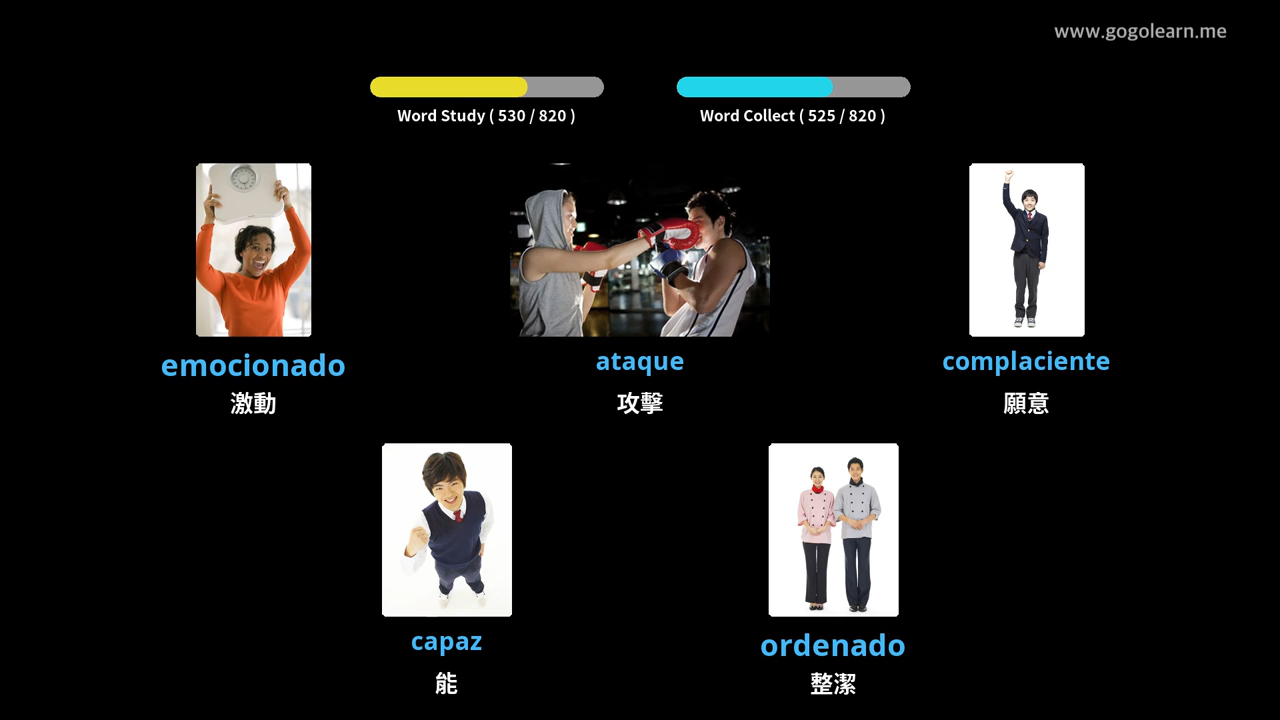 www.gogolearn.me
Word Study ( 530 / 820 )
Word Collect ( 525 / 820 )
emocionado
激動
ataque
攻擊
complaciente
願意
capaz
能
ordenado
整潔